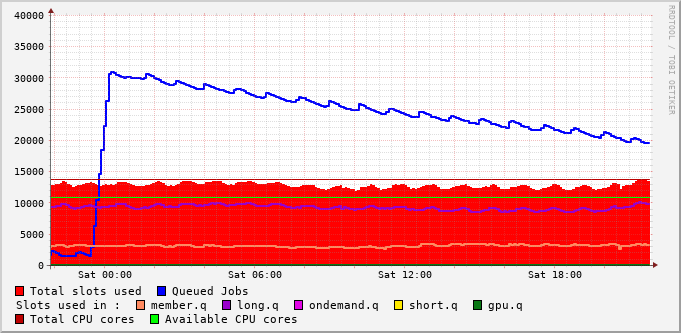 40000
35000
30000
25000
20000
15000
10000
5000
0
Sat 00:00 Sat 06:00 Sat 12:00 Sat 18:00
RRDTOOL / TOBI OETIKER
Total slots used Queued Jobs
Slots used in : member.q long.q ondemand.q short.q gpu.q
Total CPU cores Available CPU cores